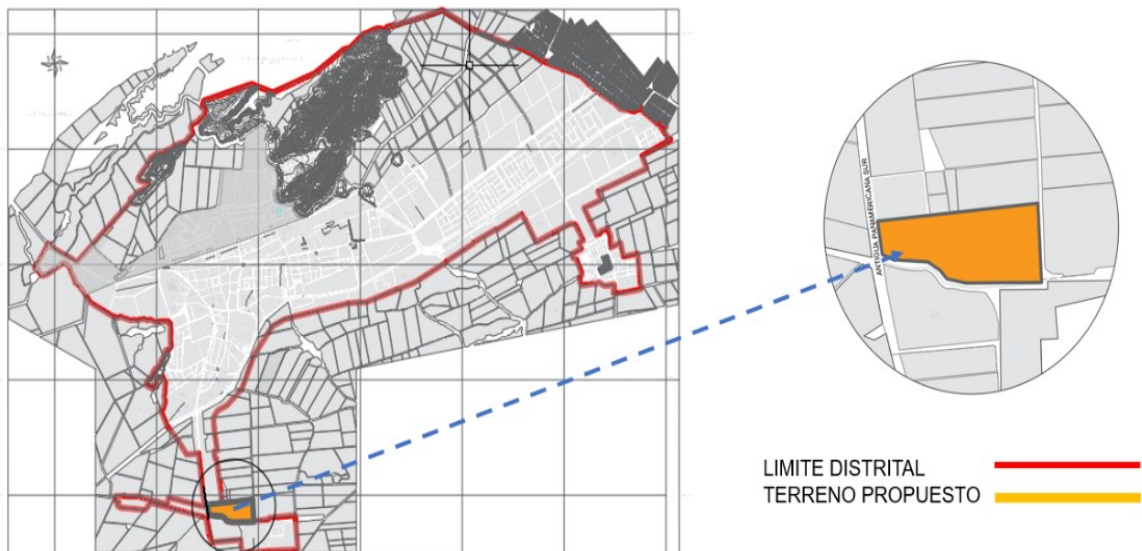 ANTIGUA PANAMERICANA SUR
LIMITE DISTRITAL
TERRENO PROPUESTO